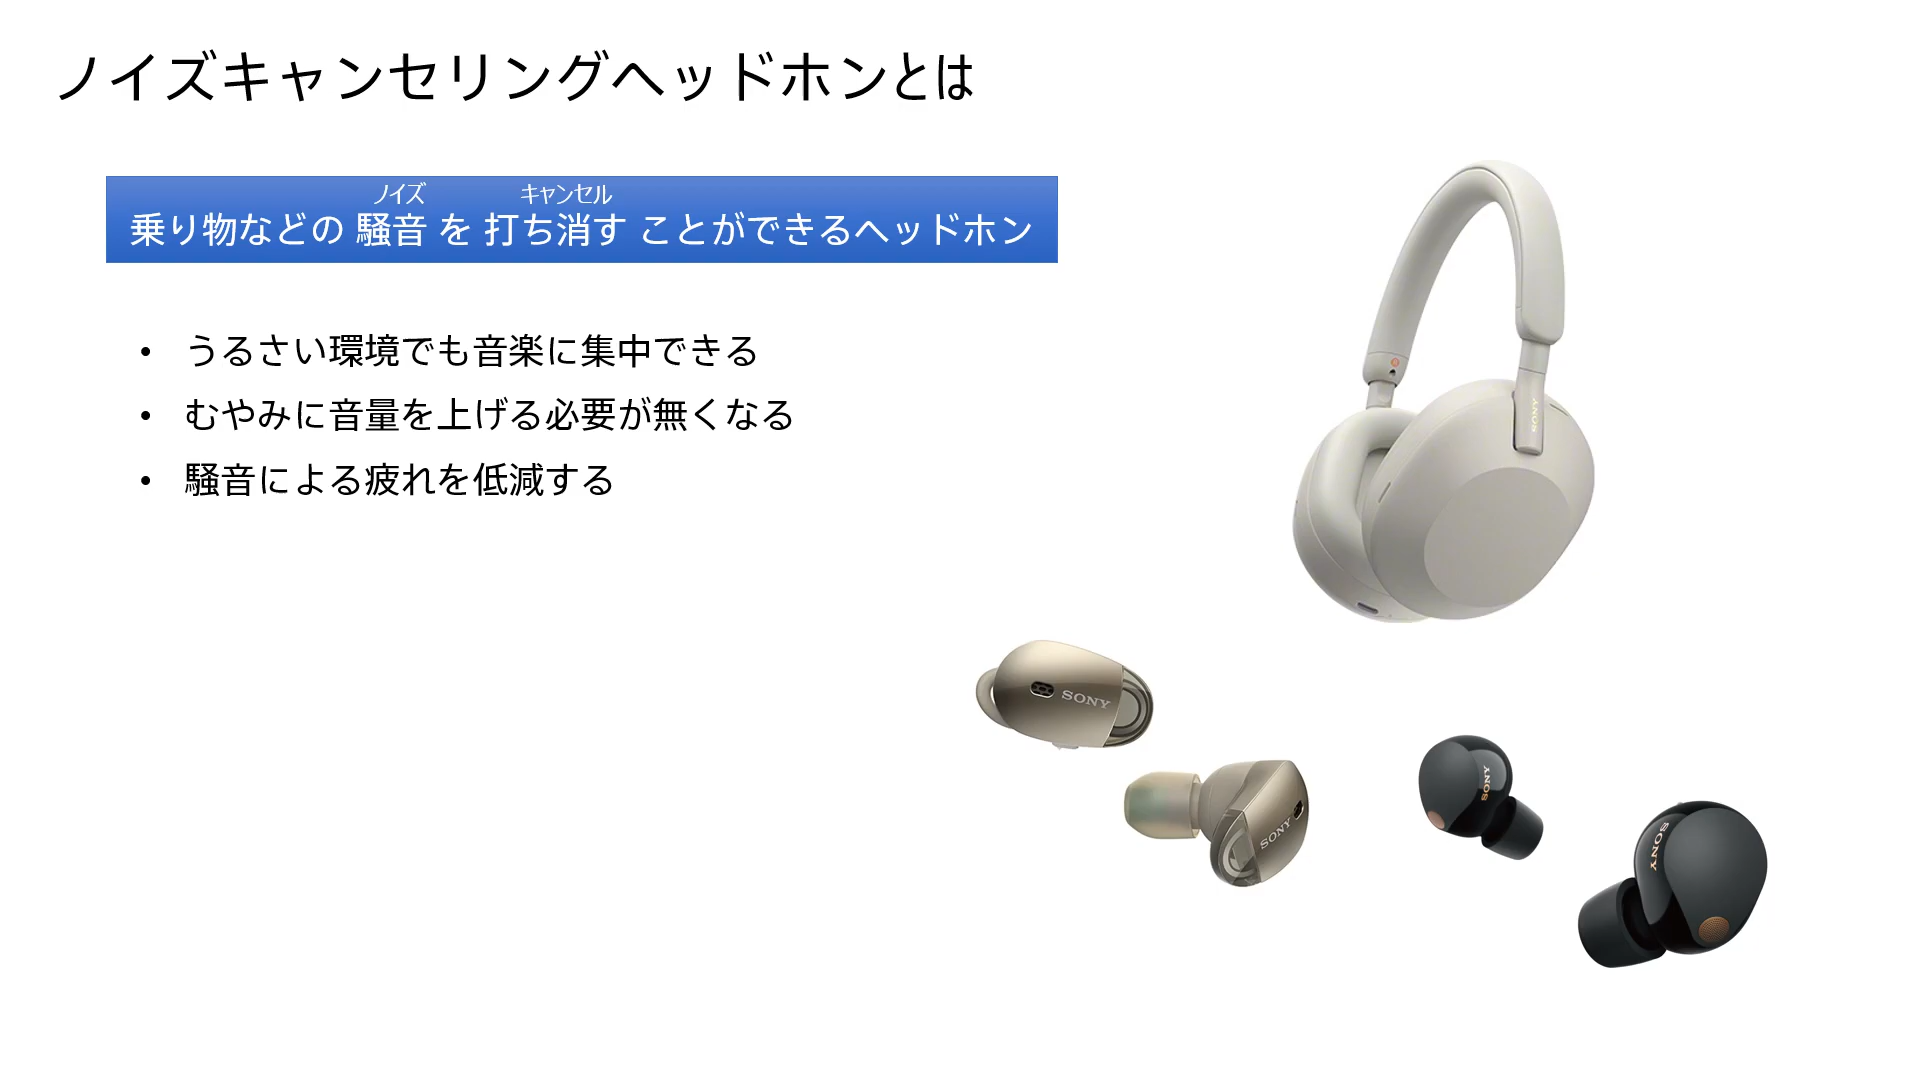 ノイズキャンセリングヘッドホンとは
ノイズ キャンセル
乗り物などの 騒音 を 打ち消す ことができるヘッドホン
• うるさい環境でも音楽に集中できる
• むやみに音量を上げる必要が無くなる
• 騒音による疲れを低減する
SONY
SONY
SONY
SONY
SONY